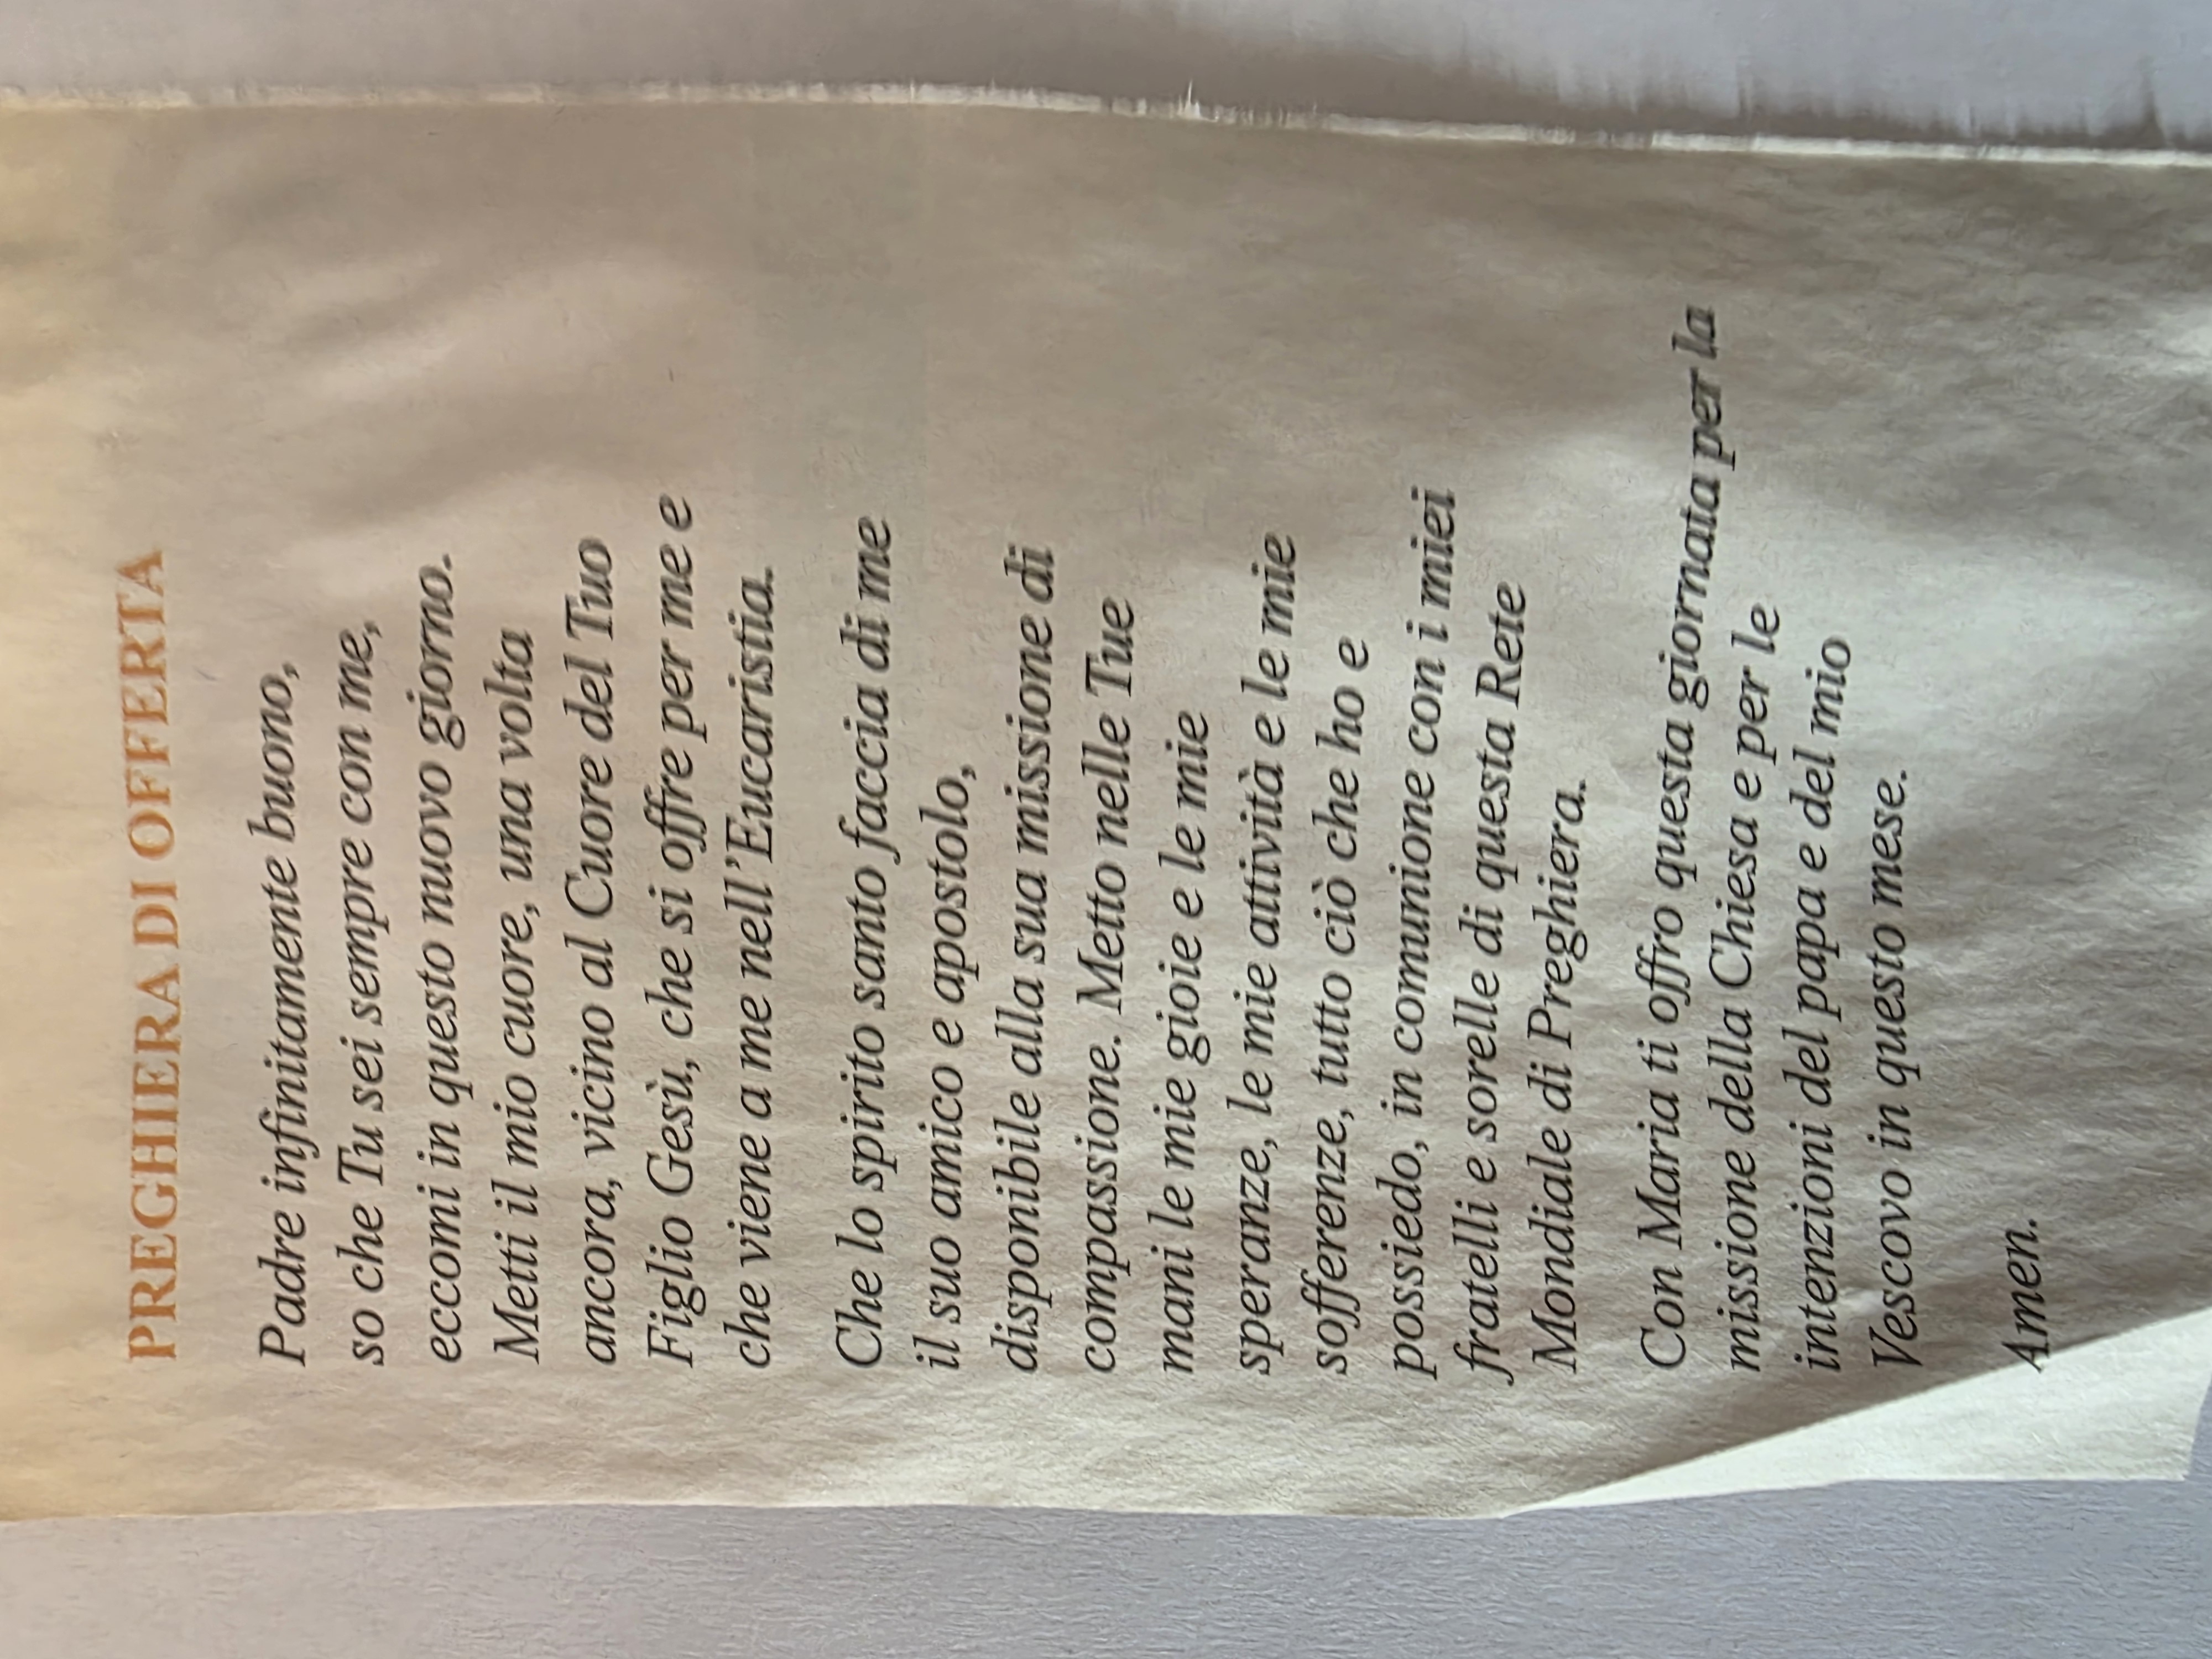 PREGHIERA DI OFFERTA
Padre infinitamente buono,
so che Tu sei sempre con me,
eccomi in questo nuovo giorno.
Metti il mio cuore, una volta
ancora, vicino al Cuore del Tuo
Figlio Gesù, che si offre per me e
che viene a me nell'Eucaristia.
Che lo spirito santo faccia di me
il suo amico e apostolo,
disponibile alla sua missione di
compassione. Metto nelle Tue
mani le mie gioie e le mie
speranze, le mie attività e le mie
sofferenze, tutto ciò che ho e
possiedo, in comunione con i miei
fratelli e sorelle di questa Rete
Mondiale di Preghiera.
Con Maria ti offro questa giornata per la
missione della Chiesa e per le
intenzioni del papa e del mio
Vescovo in questo mese.
Amen.